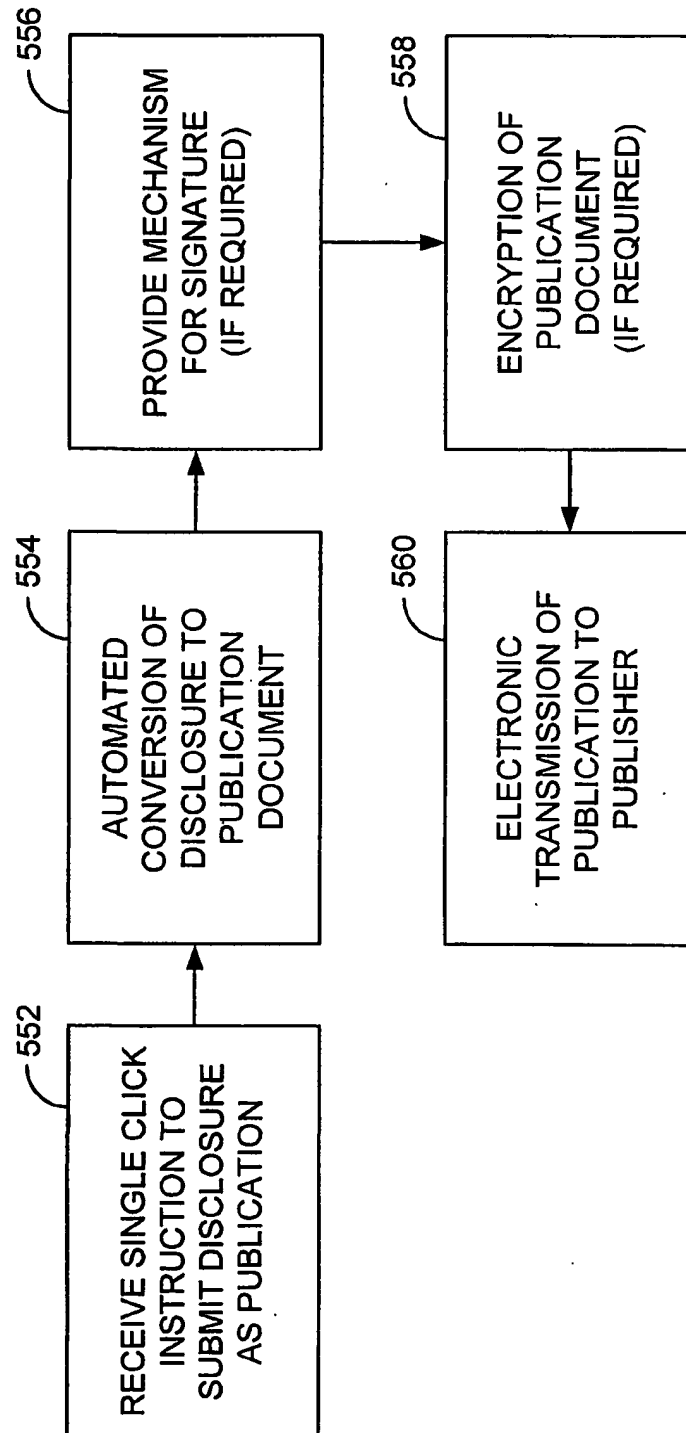 552
RECEIVE SINGLE CLICK
INSTRUCTION TO
SUBMIT DISCLOSURE
AS PUBLICATION
554
AUTOMATED
CONVERSION OF
DISCLOSURE TO
PUBLICATION
DOCUMENT
556
PROVIDE MECHANISM
FOR SIGNATURE
(IF REQUIRED)
558
ENCRYPTION OF
PUBLICATION
DOCUMENT
(IF REQUIRED)
560
ELECTRONIC
TRANSMISSION OF
PUBLICATION TO
PUBLISHER